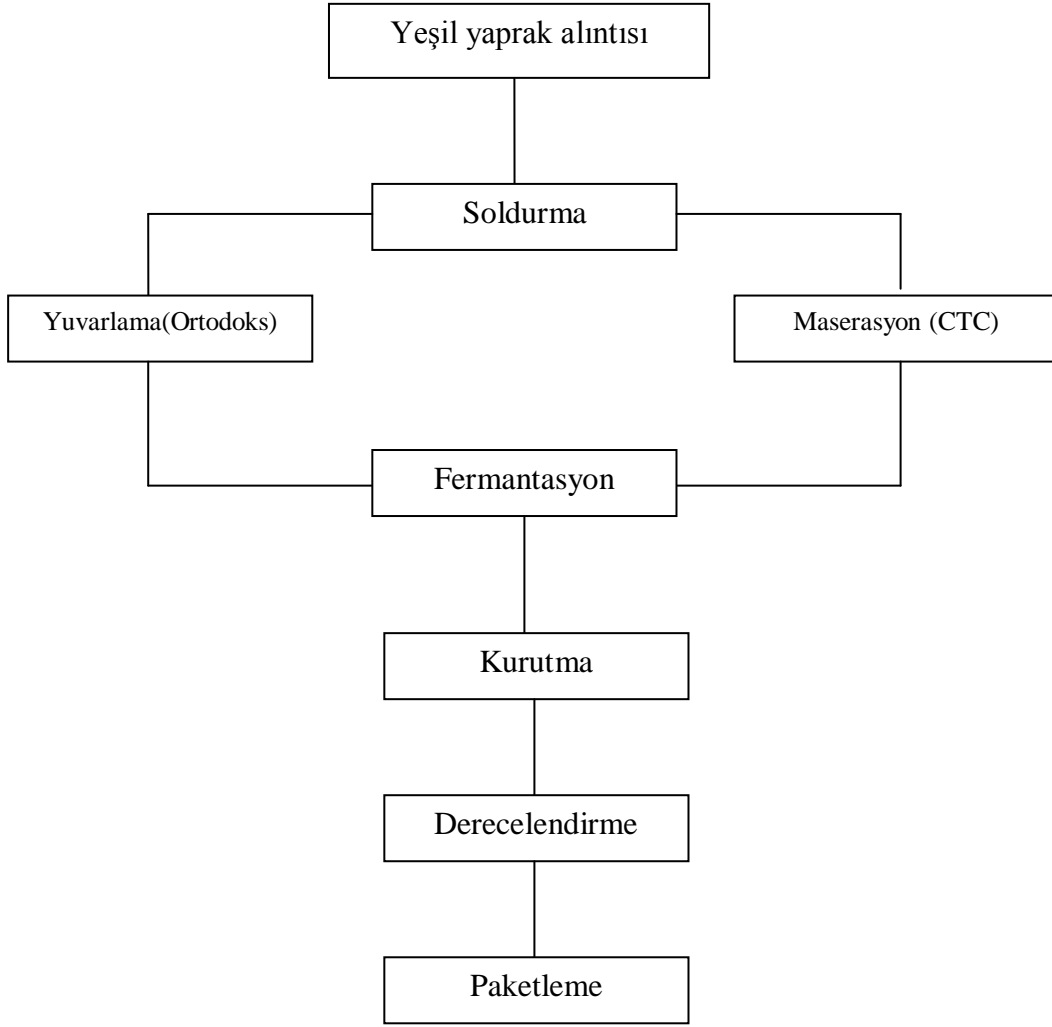 Yeşil yaprak alıntısı
Soldurma
Yuvarlama(Ortodoks)
Maserasyon (CTC)
Fermantasyon
Kurutma
Derecelendirme
Paketleme